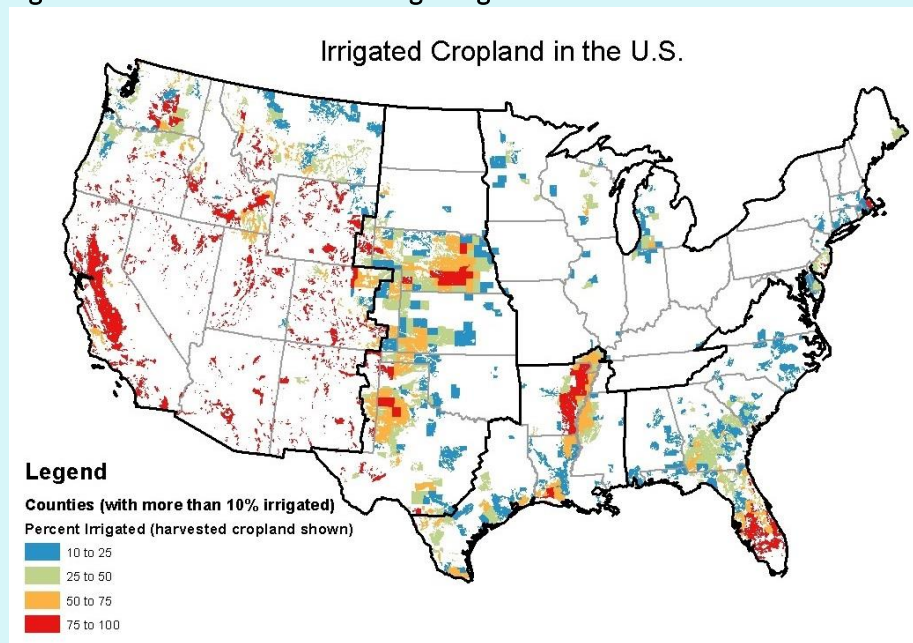 Irrigated Cropland in the U.S.
Legend
Counties (with more than 10% irrigated)
Percent Irrigated (harvested cropland shown)
10 to 25
25 to 50
50 to 75
75 to 100